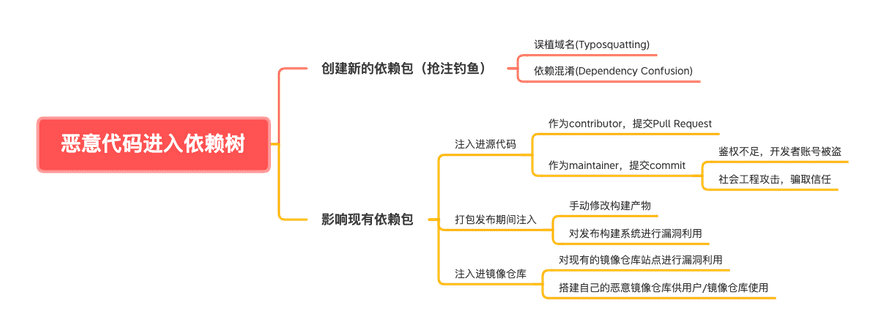 恶意代码进入依赖树
创建新的依赖包（抢注钓鱼）
误植域名(Typosquatting)
依赖混淆(Dependency Confusion)
影响现有依赖包
注入进源代码
作为contributor，提交Pull Request
作为maintainer，提交commit
鉴权不足，开发者账号被盗
社会工程攻击，骗取信任
打包发布期间注入
手动修改构建产物
对发布构建系统进行漏洞利用
注入进镜像仓库
对现有的镜像仓库站点进行漏洞利用
搭建自己的恶意镜像仓库供用户/镜像仓库使用